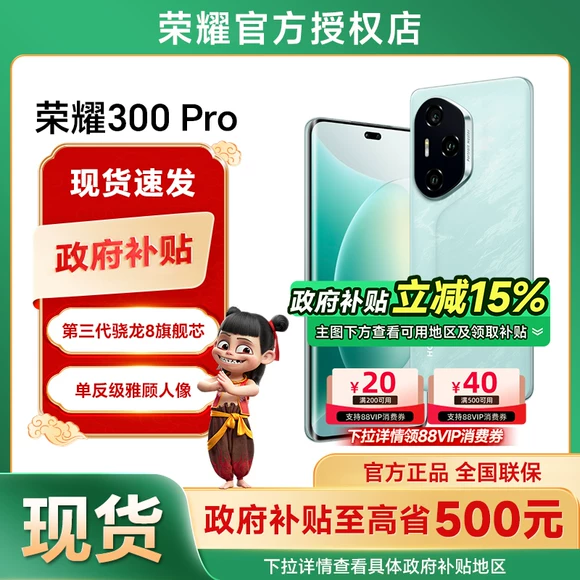 荣耀官方授权店
荣耀300 Pro
现货速发
政府补贴
第三代骁龙8旗舰芯
单反级雅顾人像
政府补贴 立减15%
主图下方查看可用地区及领取补贴
¥20
满200可用
支持88VIP消费券
¥40
满500可用
支持88VIP消费券
下拉详情领88VIP消费券
官方正品 全国联保
现货
政府补贴至高省500元
下拉详情查看具体政府补贴地区